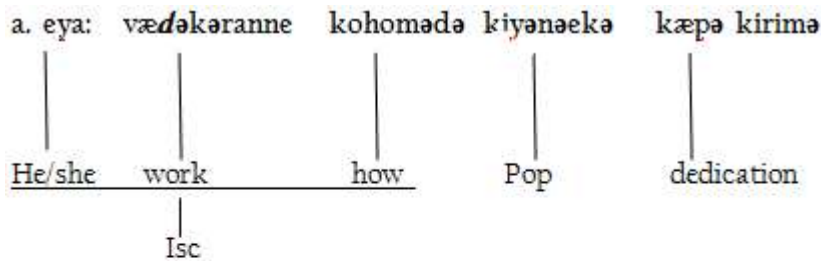 a. eya: vædəkəranne kohomədə kiyənəekə kæpə kirimə
He/she work how Pop dedication
Isc